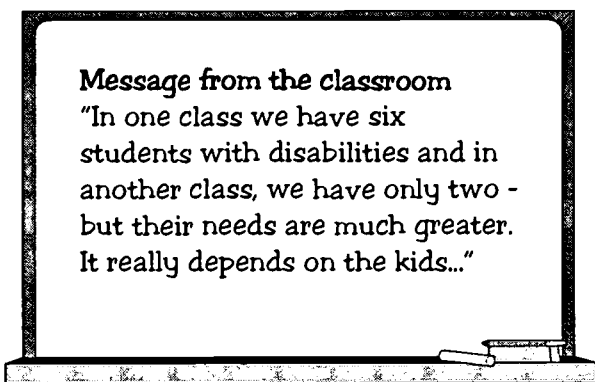 Message from the classroom
"In one class we have six
students with disabilities and in
another class, we have only two -
but their needs are much greater.
It really depends on the kids..."